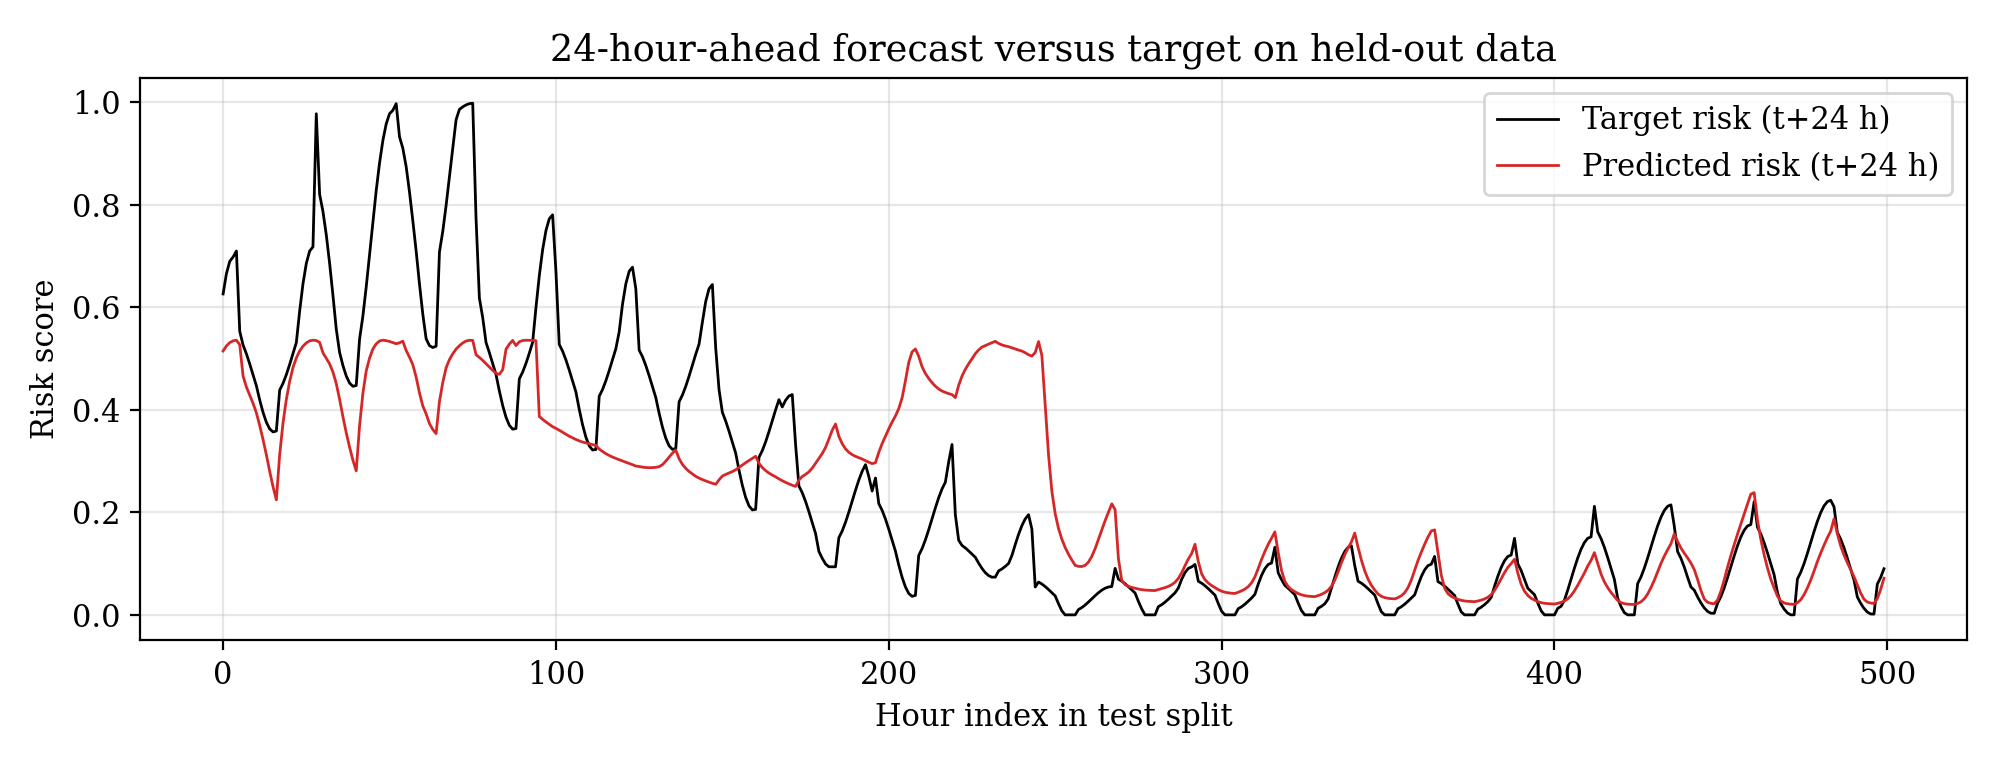 24-hour-ahead forecast versus target on held-out data
Target risk (t+24 h)
Predicted risk (t+24 h)
Risk score
1.0
0.8
0.6
0.4
0.2
0.0
0 100 200 300 400 500
Hour index in test split